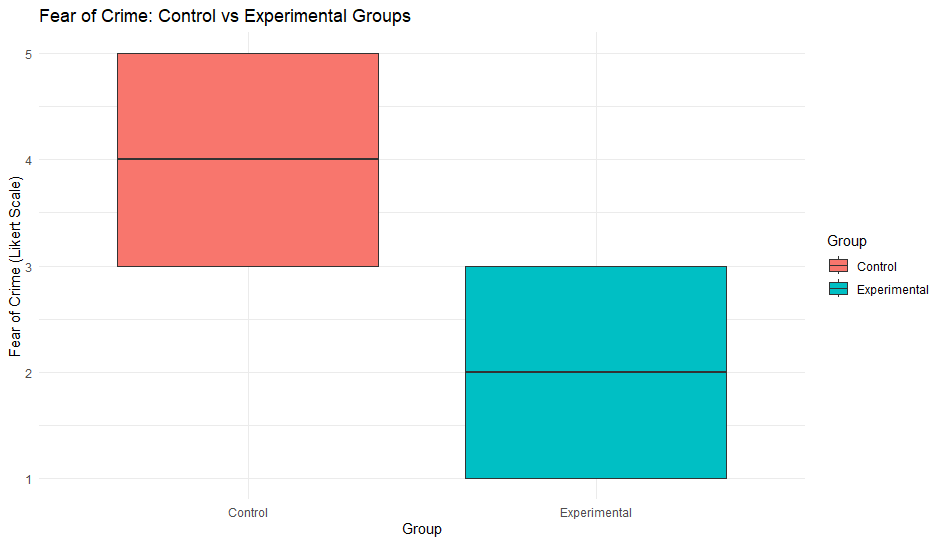 Fear of Crime: Control vs Experimental Groups
Fear of Crime (Likert Scale)
5
4
3
2
1
Control
Experimental
Group
Group
Control
Experimental